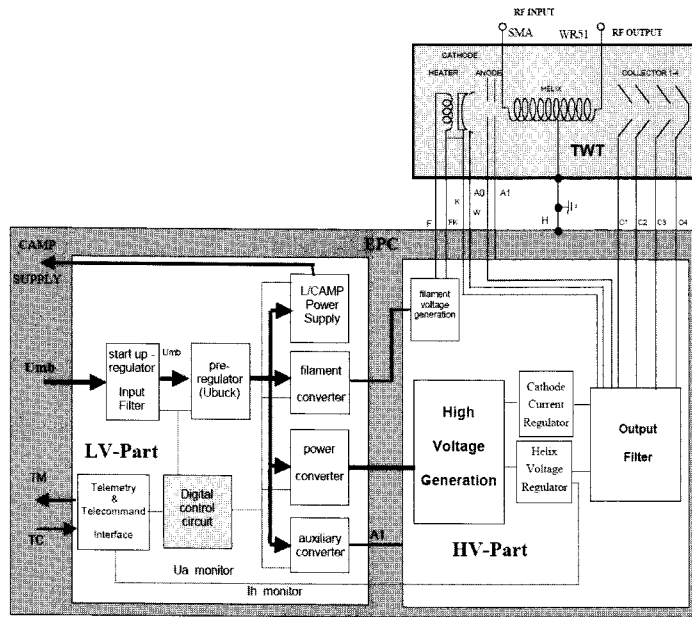 RF INPUT
SMA
WR51
RF OUTPUT
CATHODE
HEATER
ANODE
COLLECTOR 1-4
HELIX
TWT
K
A0
A1
W
F
FK
H
C1
C2
C3
C4
CAMP
EPC
SUPPLY
L/CAMP
Power
Supply
filament
voltage
generation
Umb
start up -
regulator
Input
Filter
Umb
pre-
regulator
(Ubuck)
filament
converter
LV-Part
power
converter
High
Voltage
Generation
Cathode
Current
Regulator
Helix
Voltage
Regulator
Output
Filter
TM
TC
Telemetry
&
Telecommand
Interface
Digital
control
circuit
auxiliary
converter
A1
HV-Part
Ua monitor
Ih monitor